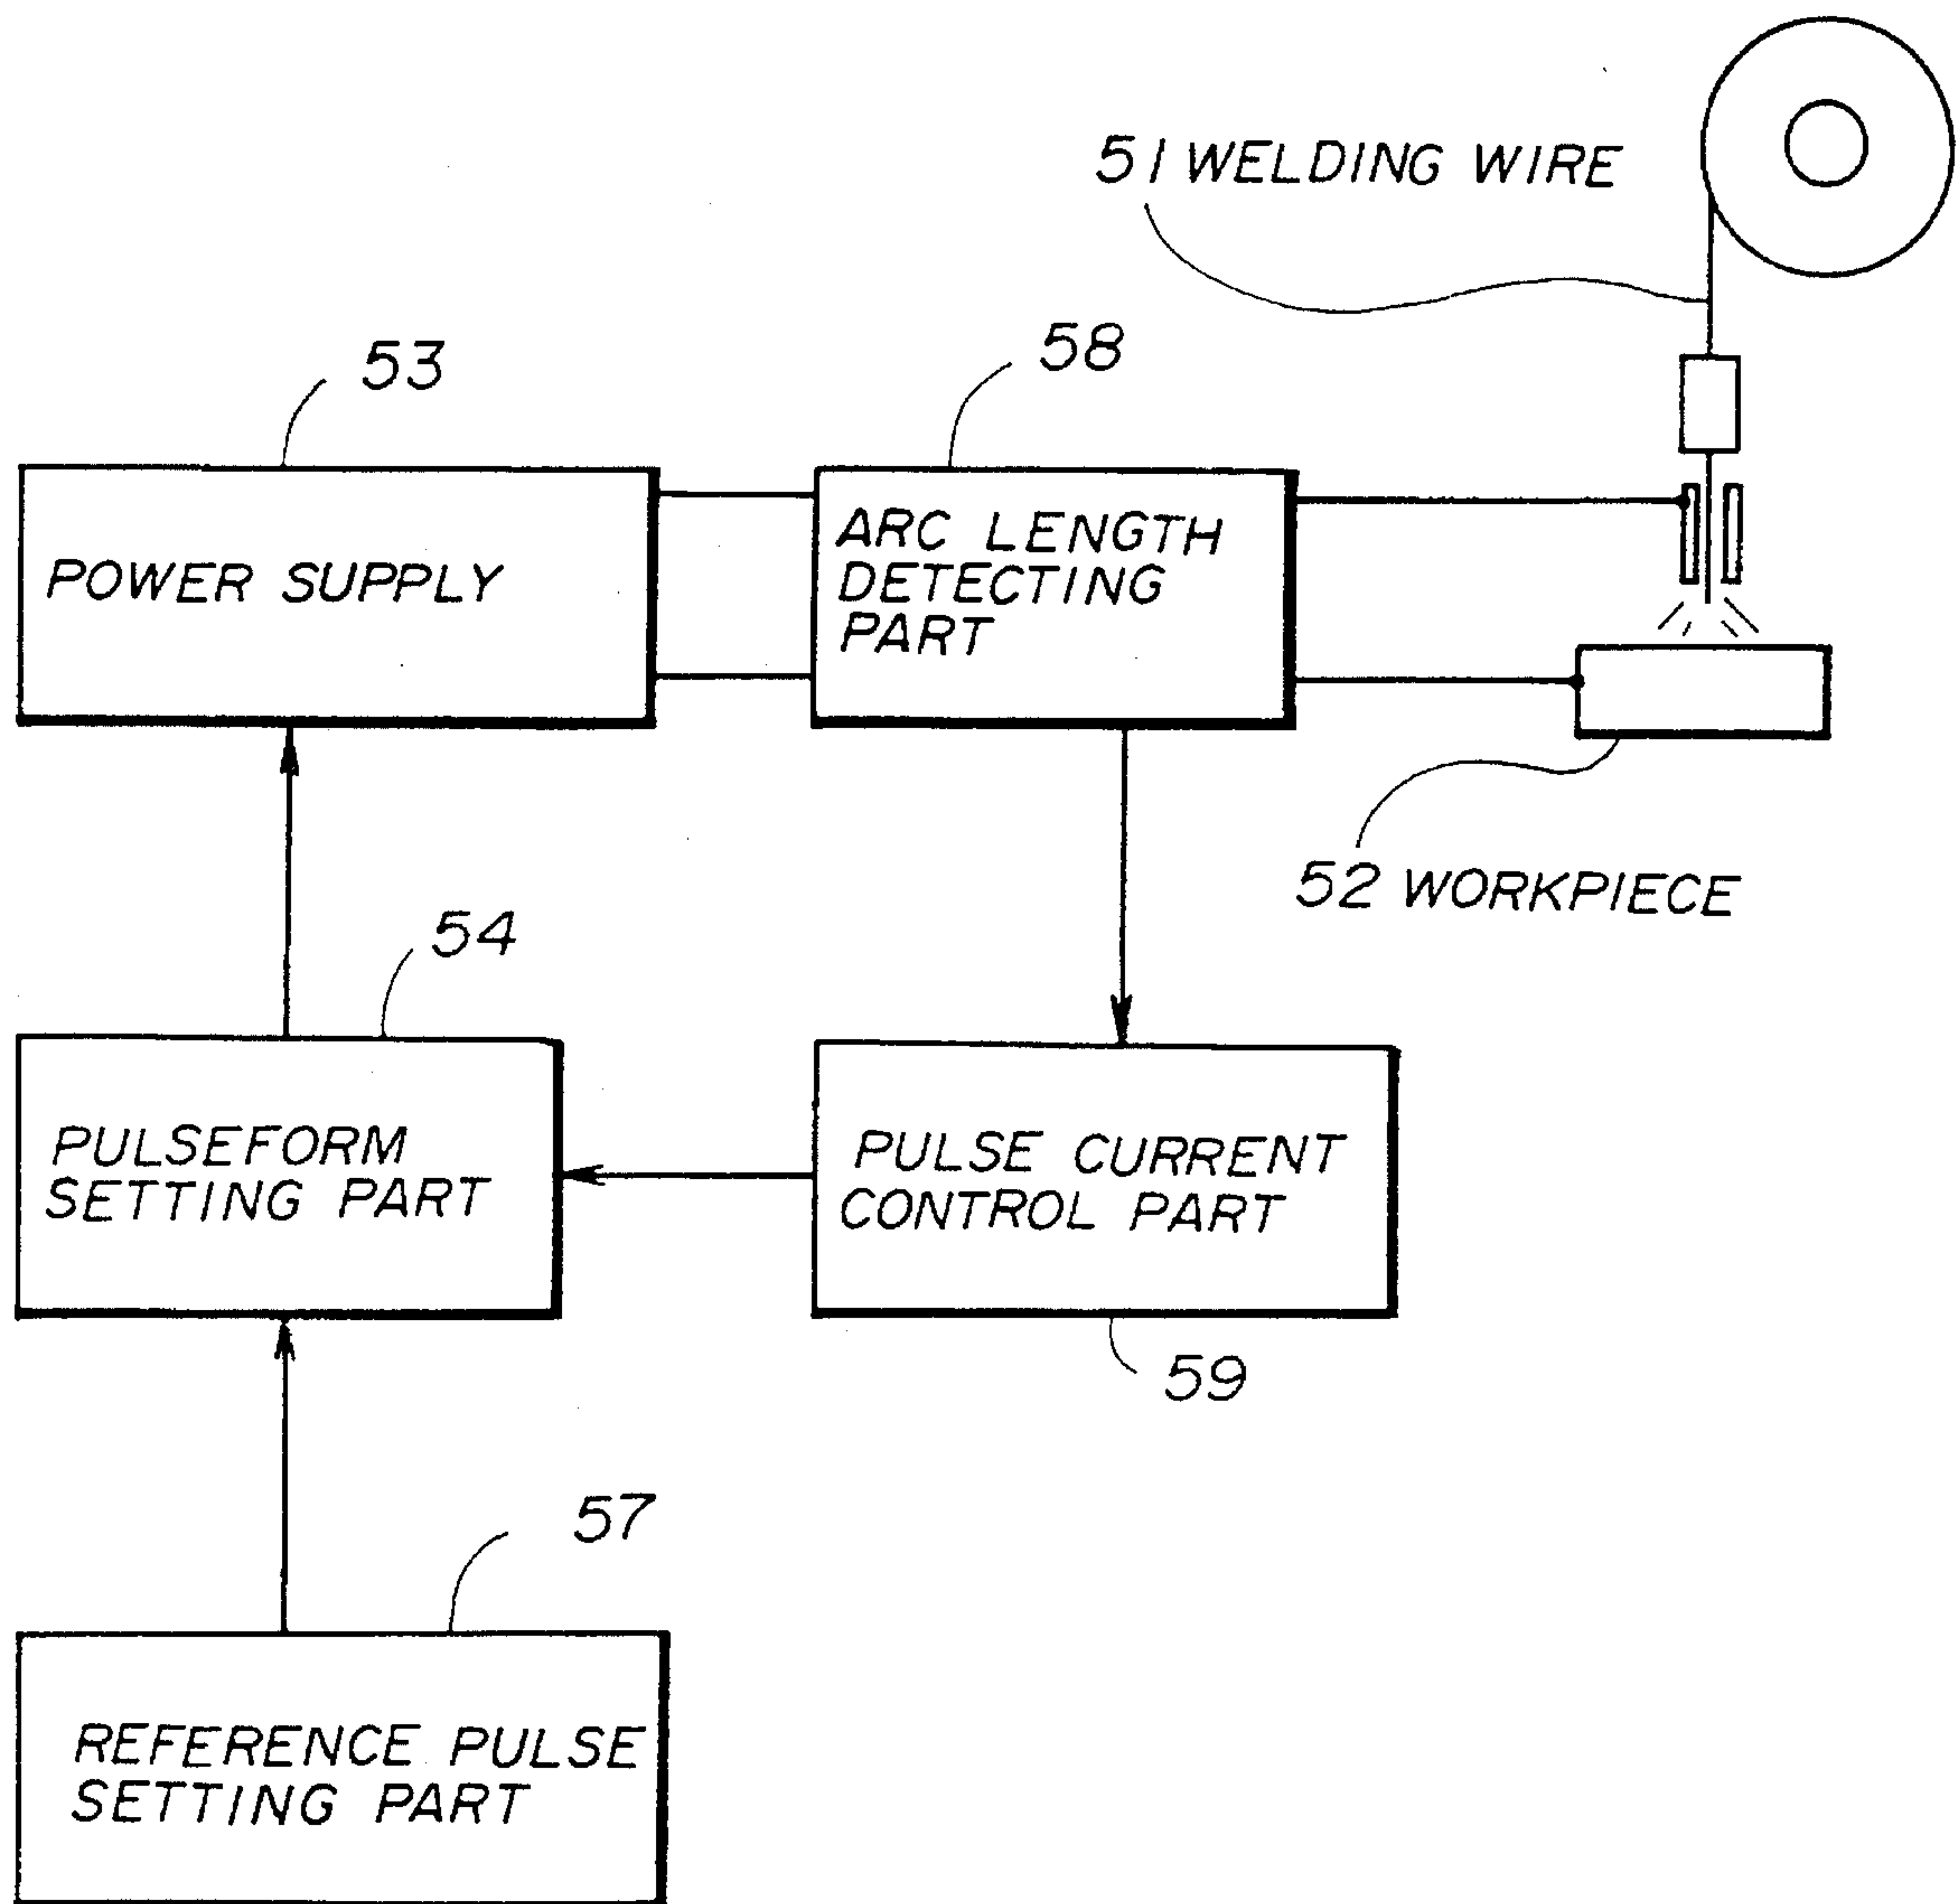 51 WELDING WIRE
53
58
POWER SUPPLY
ARC LENGTH
DETECTING
PART
52 WORKPIECE
54
PULSEFORM
SETTING PART
PULSE CURRENT
CONTROL PART
59
57
REFERENCE PULSE
SETTING PART